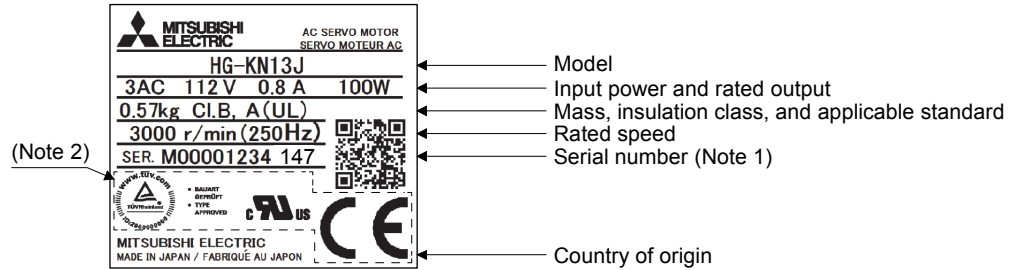 MITSUBISHI ELECTRIC
AC SERVO MOTOR
SERVO MOTEUR AC
HG-KN13J
3AC 112V 0.8A 100W
0.57kg CI.B, A(UL)
3000 r/min(250Hz)
SER. M00001234 147
www.tuv.com
TÜVRheinland
• BAUART GEPRÜFT
• TYPE APPROVED
C US
CE
MITSUBISHI ELECTRIC
MADE IN JAPAN / FABRIQUÉ AU JAPON
Model
Input power and rated output
Mass, insulation class, and applicable standard
Rated speed
Serial number (Note 1)
(Note 2)
Country of origin